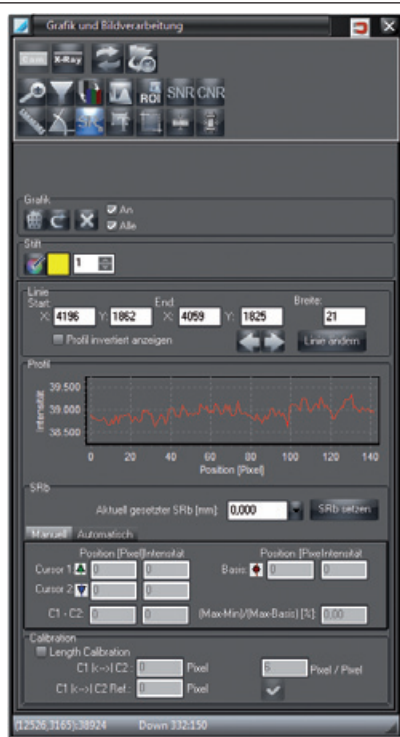 Grafik und Bildverarbeitung
Cam X-Ray
ROI SNR CNR
Grafik
An
Alle
Stift
1
Linie
Start: End: Breite:
X: 4196 Y: 1862 X: 4059 Y: 1825 21
Profil invertiert anzeigen Linie ändern
Profil
Intensität
39.500
39.000
38.500
0 20 40 60 80 100 120 140
Position [Pixel]
SRb
Aktuell gesetzter SRb [mm]: 0,000 SRb setzen
Manuell Automatisch
Position [Pixel]Intensität Position [PixelIntensität
Cursor 1 0 0 Basis: 0 0
Cursor 2 0 0
C1 - C2: 0 0 (Max-Min)/(Max-Basis) [%]: 0.00
Calibration
Length Calibration
C1 |<-->| C2 : 0 Pixel 6 Pixel / Pixel
C1 |<-->| C2 Ref.: 0 Pixel
(12526,3165):38924 Down 332:150